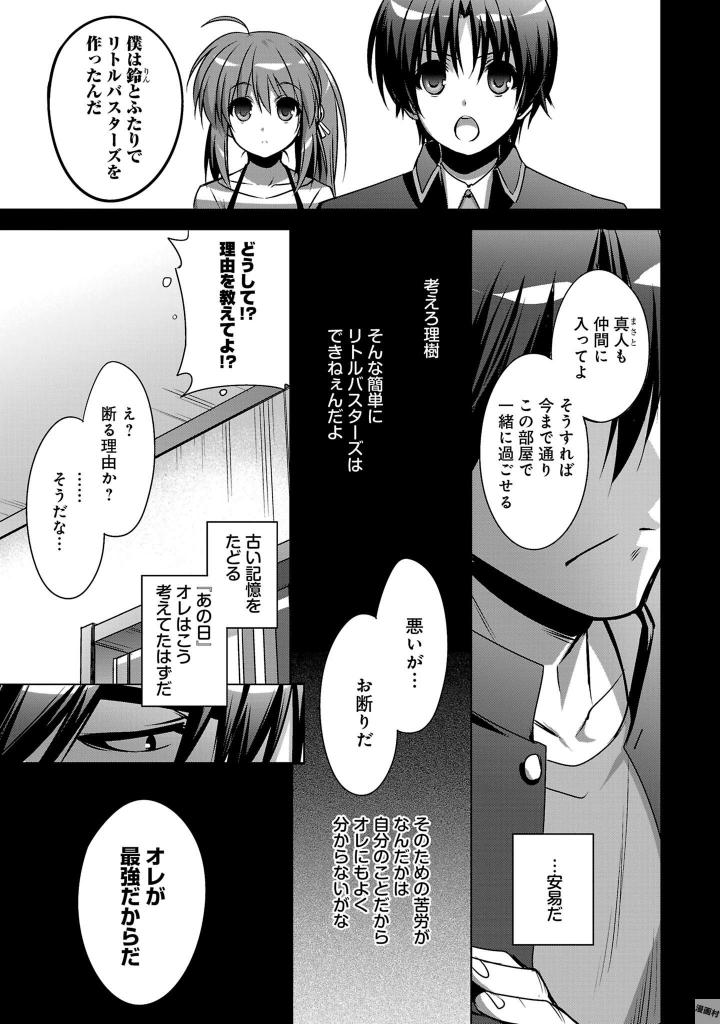 僕は鈴とふたりで
りん
リトルバスターズを
作ったんだ
真人も
まさと
仲間に
入ってよ
そうすれば
今まで通り
この部屋で
一緒に過ごせる
…安易だ
考えろ理樹
そんな簡単に
リトルバスターズは
できねぇんだよ
悪いが…
お断りだ
そのための苦労が
なんだかは
自分のことだから
オレにもよく
分からないがな
どうして!?
理由を教えてよ!?
え？
断る理由か？
……
そうだな…
古い記憶を
たどる
『あの日』
オレはこう
考えてたはずだ
オレが
最強だからだ
漫画村